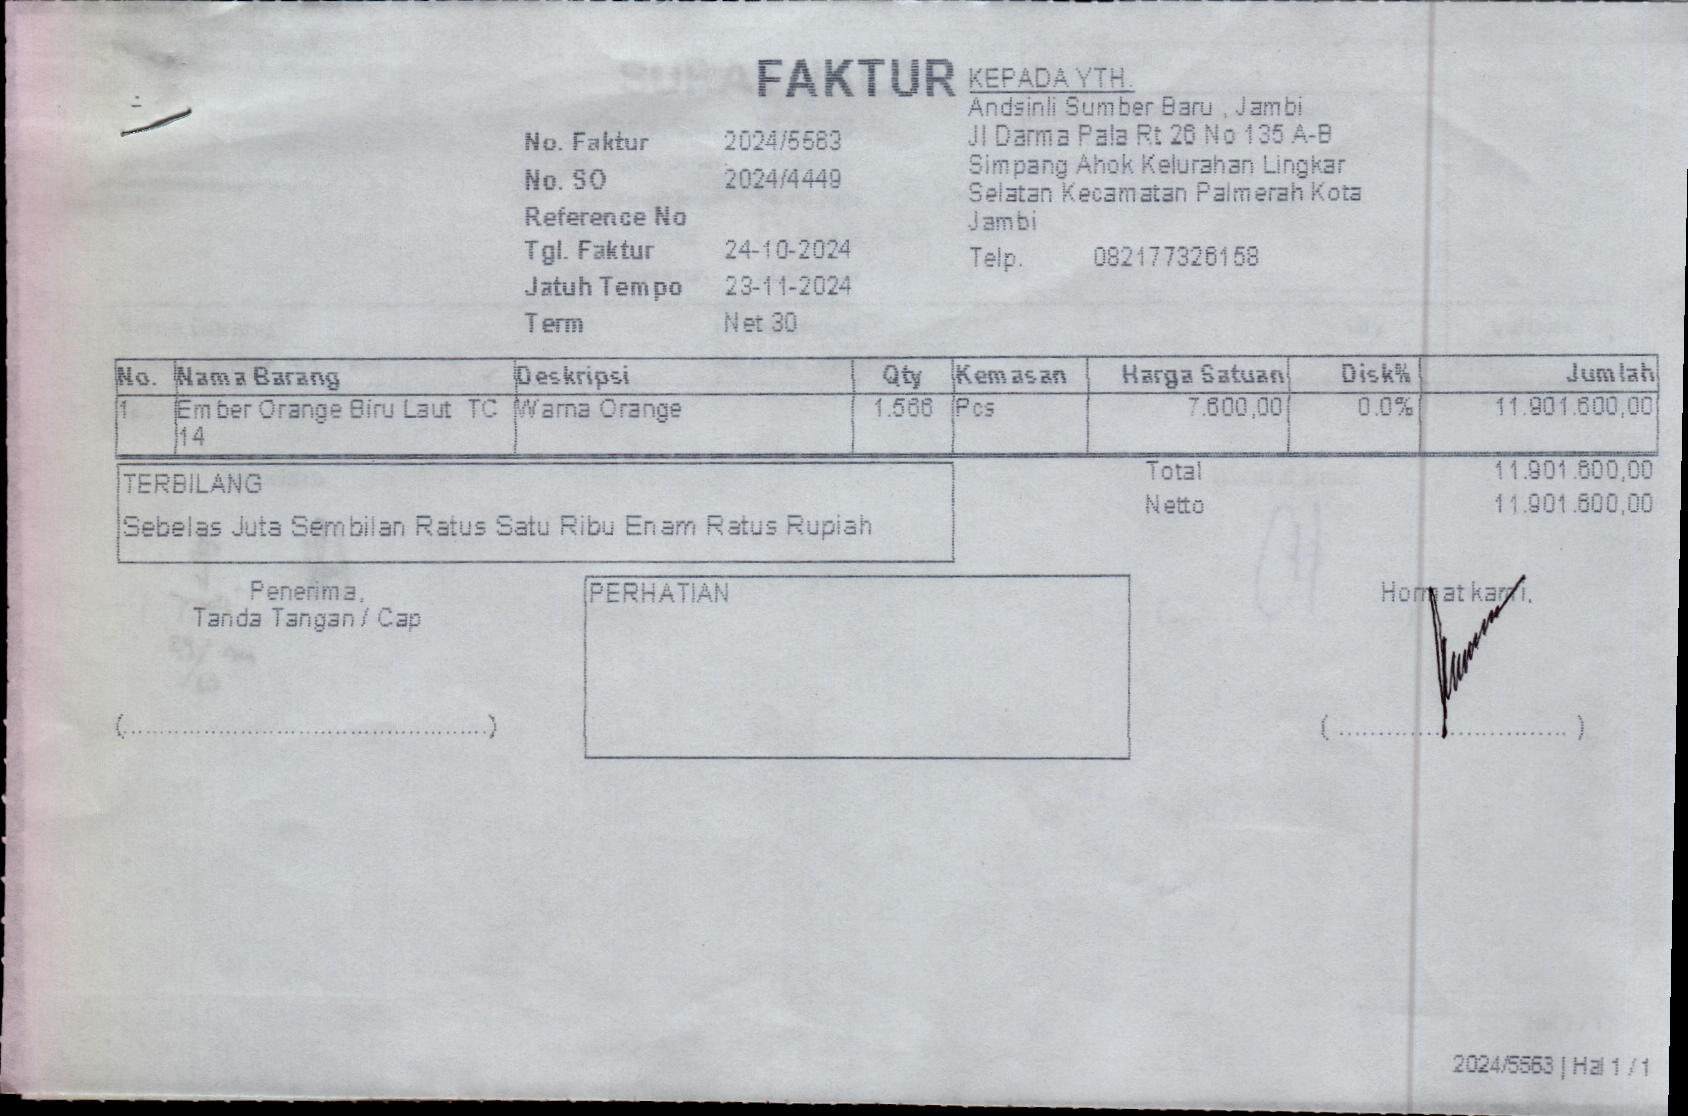 FAKTUR
KEPADA YTH.
Andsinli Sumber Baru , Jambi
Jl Darma Pala Rt 26 No 135 A-B
Simpang Ahok Kelurahan Lingkar
Selatan Kecamatan Palmerah Kota
Jambi
Telp. 082177326158
No. Faktur 2024/5563
No. SO 2024/4449
Reference No
Tgl. Faktur 24-10-2024
Jatuh Tempo 23-11-2024
Term Net 30
No. Nama Barang Deskripsi Qty Kemasan Harga Satuan Disk% Jumlah
1 Ember Orange Biru Laut TC Warna Orange 1.566 Pcs 7.600,00 0.0% 11.901.600,00
14
TERBILANG
Sebelas Juta Sembilan Ratus Satu Ribu Enam Ratus Rupiah
Total 11.901.600,00
Netto 11.901.600,00
Penerima,
Tanda Tangan / Cap
(................................................)
PERHATIAN
Hormat kami,
(..............................)
2024/5563 | Hal 1 / 1